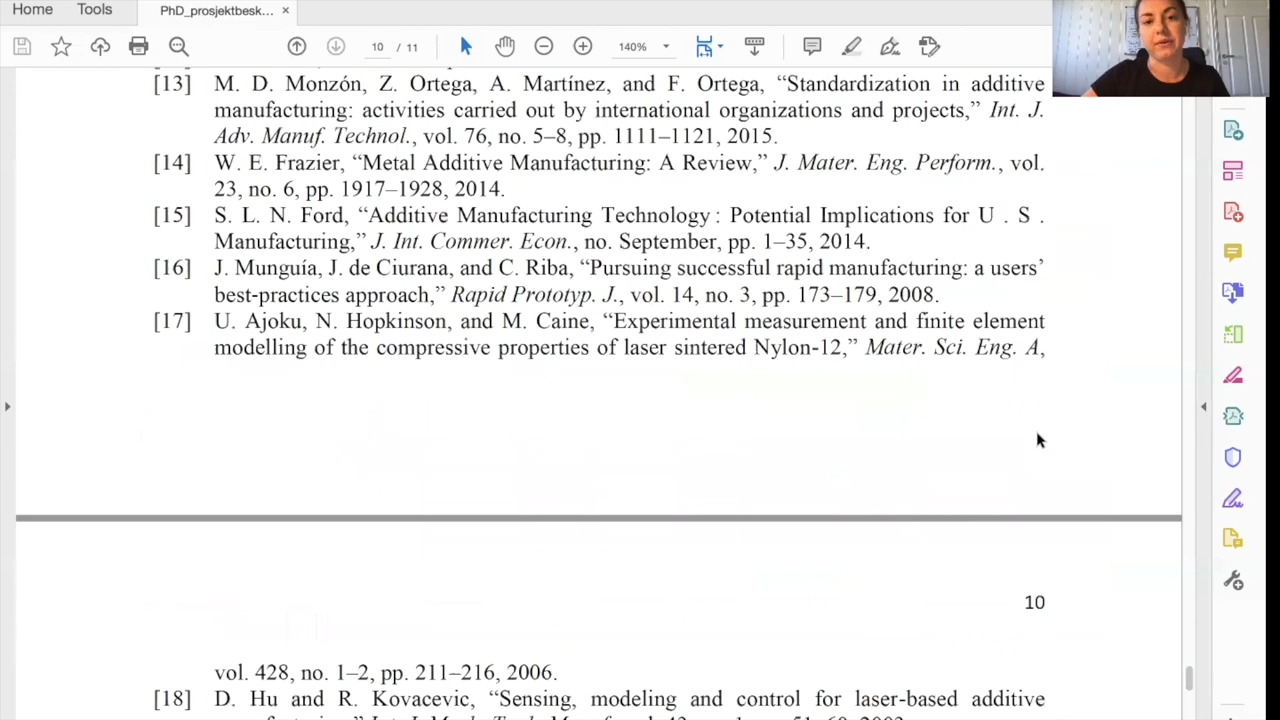 Home
Tools
PhD_prosjektbesk... ×
10 / 11
140%
[13] M. D. Monzón, Z. Ortega, A. Martínez, and F. Ortega, “Standardization in additive
manufacturing: activities carried out by international organizations and projects,” Int. J.
Adv. Manuf. Technol., vol. 76, no. 5–8, pp. 1111–1121, 2015.
[14] W. E. Frazier, “Metal Additive Manufacturing: A Review,” J. Mater. Eng. Perform., vol.
23, no. 6, pp. 1917–1928, 2014.
[15] S. L. N. Ford, “Additive Manufacturing Technology : Potential Implications for U . S .
Manufacturing,” J. Int. Commer. Econ., no. September, pp. 1–35, 2014.
[16] J. Munguía, J. de Ciurana, and C. Riba, “Pursuing successful rapid manufacturing: a users’
best-practices approach,” Rapid Prototyp. J., vol. 14, no. 3, pp. 173–179, 2008.
[17] U. Ajoku, N. Hopkinson, and M. Caine, “Experimental measurement and finite element
modelling of the compressive properties of laser sintered Nylon-12,” Mater. Sci. Eng. A,
10
vol. 428, no. 1–2, pp. 211–216, 2006.
[18] D. Hu and R. Kovacevic, “Sensing, modeling and control for laser-based additive